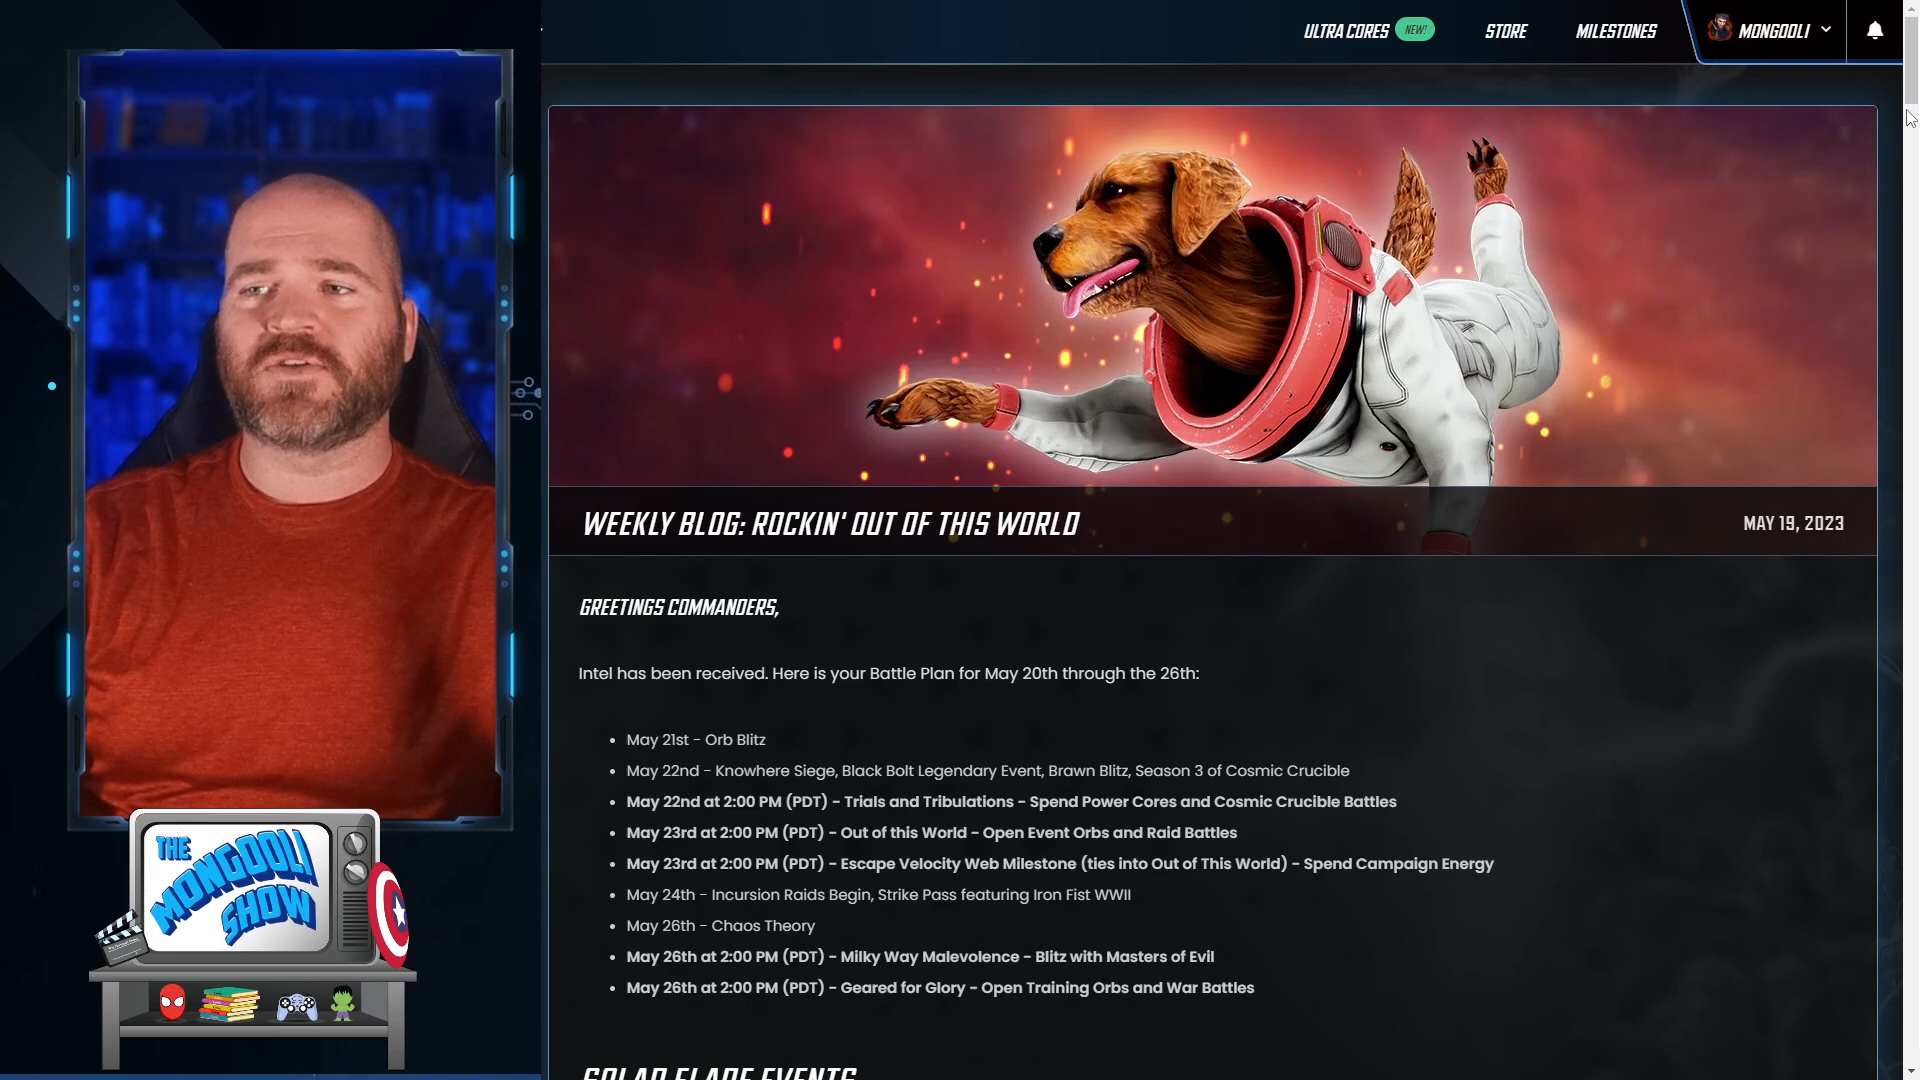 ULTRA CORES NEW! STORE MILESTONES MONGOOLI
WEEKLY BLOG: ROCKIN' OUT OF THIS WORLD
MAY 19, 2023
GREETINGS COMMANDERS,
Intel has been received. Here is your Battle Plan for May 20th through the 26th:
• May 21st - Orb Blitz
• May 22nd - Knowhere Siege, Black Bolt Legendary Event, Brawn Blitz, Season 3 of Cosmic Crucible
• May 22nd at 2:00 PM (PDT) - Trials and Tribulations - Spend Power Cores and Cosmic Crucible Battles
• May 23rd at 2:00 PM (PDT) - Out of this World - Open Event Orbs and Raid Battles
• May 23rd at 2:00 PM (PDT) - Escape Velocity Web Milestone (ties into Out of This World) - Spend Campaign Energy
• May 24th - Incursion Raids Begin, Strike Pass featuring Iron Fist WWII
• May 26th - Chaos Theory
• May 26th at 2:00 PM (PDT) - Milky Way Malevolence - Blitz with Masters of Evil
• May 26th at 2:00 PM (PDT) - Geared for Glory - Open Training Orbs and War Battles
SOLAR FLARE EVENTS
THE
MONGOOLI
SHOW